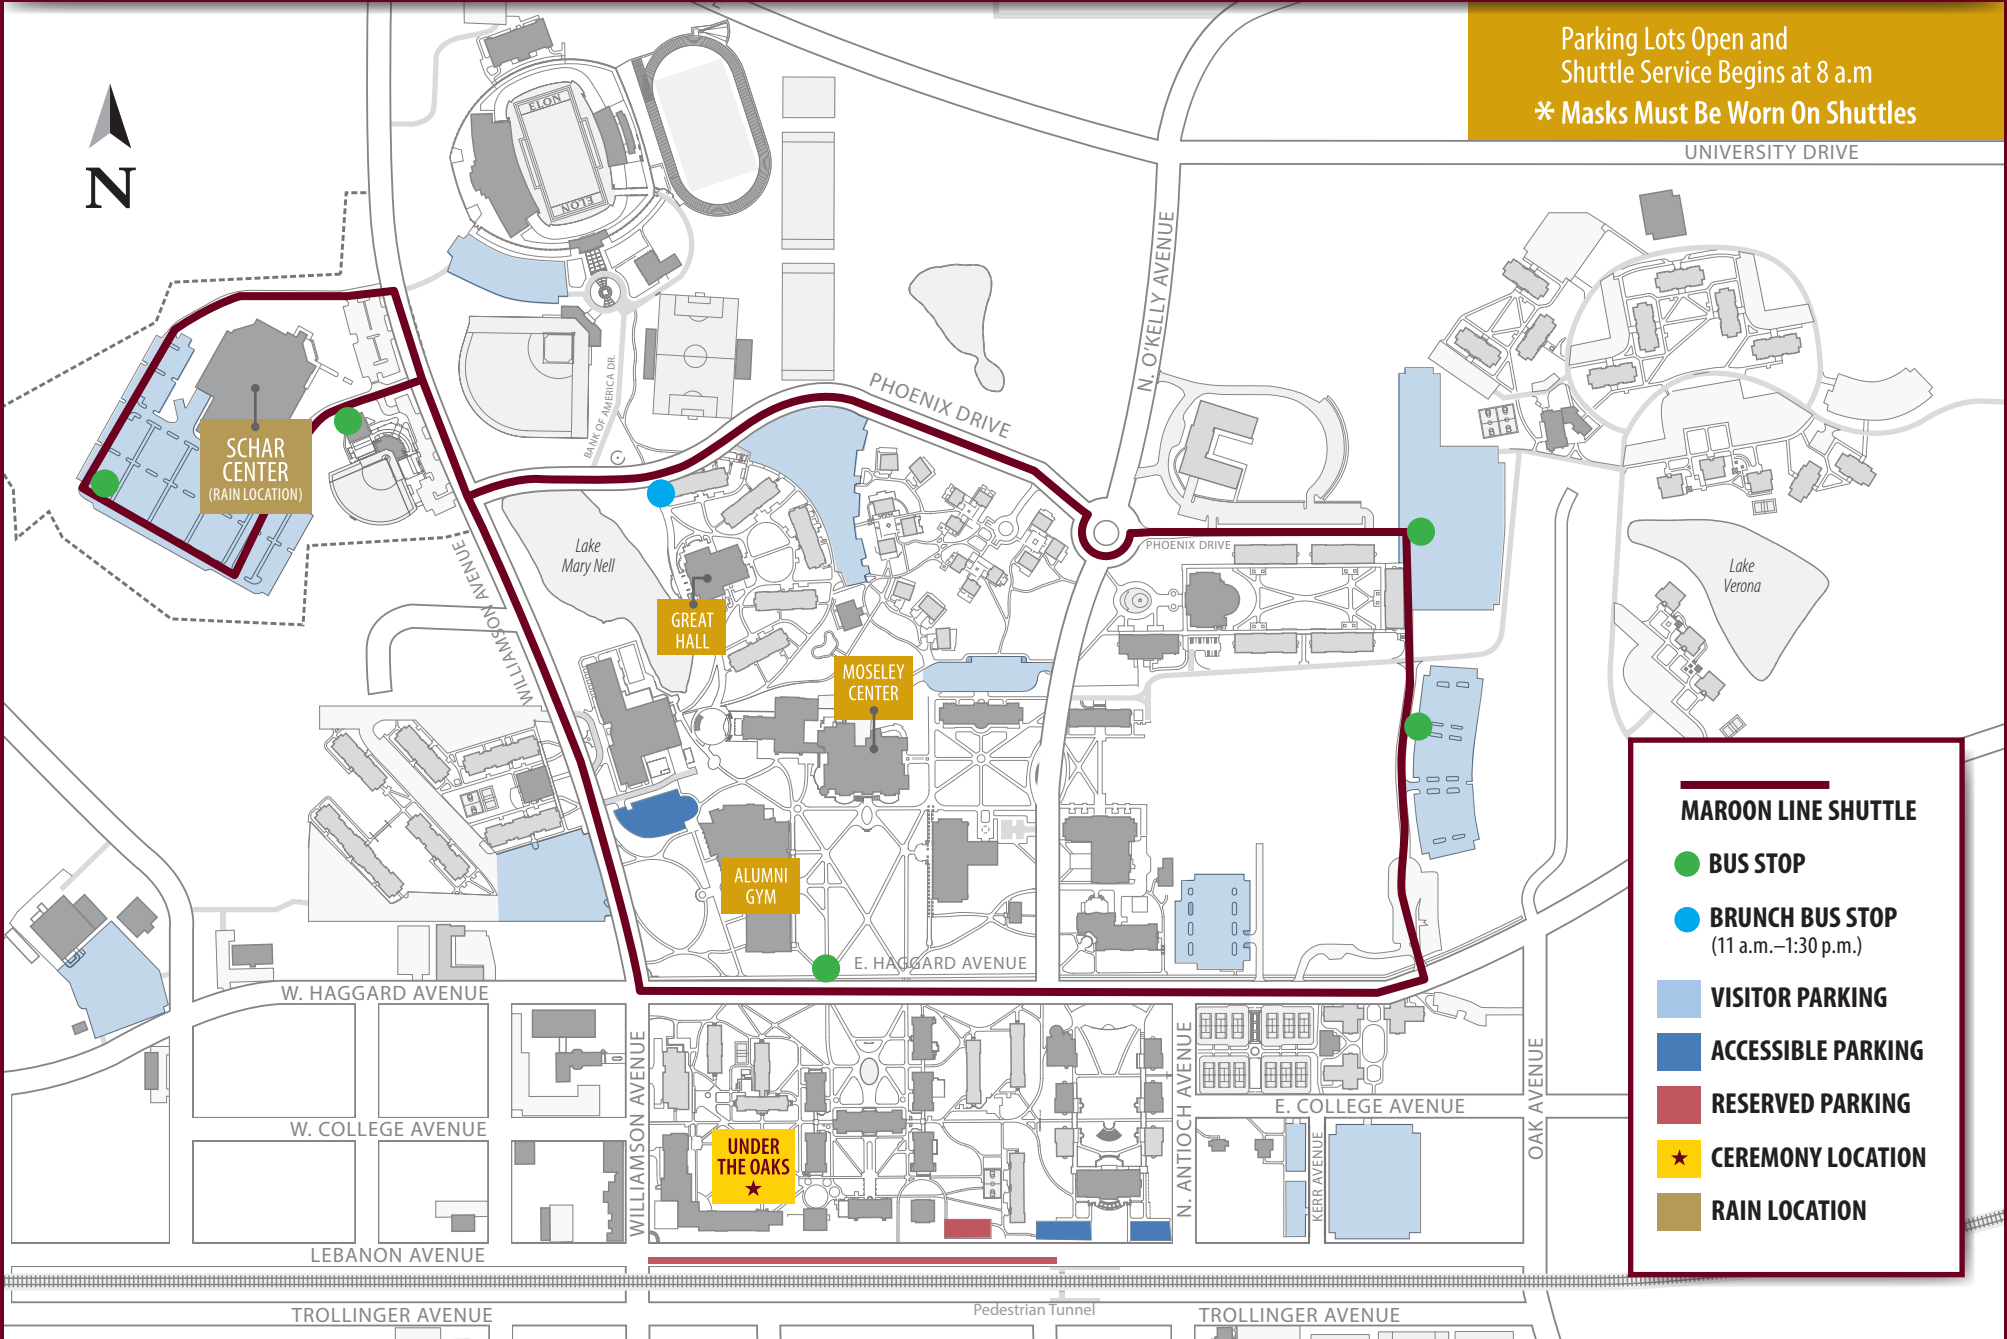 Parking Lots Open and
Shuttle Service Begins at 8 a.m
* Masks Must Be Worn On Shuttles
UNIVERSITY DRIVE
N
ELON
ELON
N. O'KELLY AVENUE
BANK OF AMERICA DR.
PHOENIX DRIVE
SCHAR
CENTER
(RAIN LOCATION)
Lake
Mary Nell
PHOENIX DRIVE
Lake
Verona
WILLIAMSON AVENUE
WILLIAMSON AVENUE
GREAT
HALL
MOSELEY
CENTER
ALUMNI
GYM
E. HAGGARD AVENUE
W. HAGGARD AVENUE
WILLIAMSON AVENUE
N. ANTIOCH AVENUE
OAK AVENUE
E. COLLEGE AVENUE
W. COLLEGE AVENUE
KERR AVENUE
UNDER
THE OAKS
LEBANON AVENUE
TROLLINGER AVENUE
Pedestrian Tunnel
TROLLINGER AVENUE
MAROON LINE SHUTTLE
BUS STOP
BRUNCH BUS STOP
(11 a.m.–1:30 p.m.)
VISITOR PARKING
ACCESSIBLE PARKING
RESERVED PARKING
CEREMONY LOCATION
RAIN LOCATION